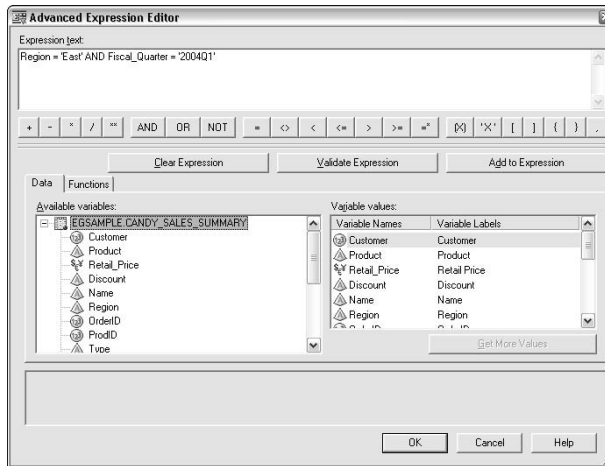 Advanced Expression Editor
Expression text:
Region = 'East' AND Fiscal_Quarter = '2004Q1'
+ - * / ** AND OR NOT = <> < <= > >= =* (X) 'X' [ ] { } ,
Clear Expression Validate Expression Add to Expression
Data Functions
Available variables:
EGSAMPLE.CANDY_SALES_SUMMARY
Customer
Product
Retail_Price
Discount
Name
Region
OrderID
ProdID
Type
Variable values:
Variable Names Variable Labels
Customer Customer
Product Product
Retail_Price Retail Price
Discount Discount
Name Name
Region Region
OrderID OrderID
Get More Values
OK Cancel Help